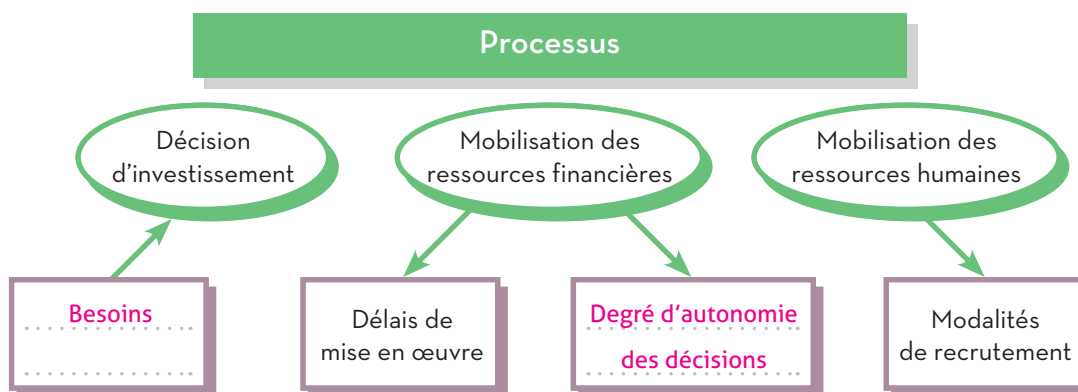 Processus
Décision
d'investissement
Mobilisation des
ressources financières
Mobilisation des
ressources humaines
Besoins
Délais de
mise en œuvre
Degré d'autonomie
des décisions
Modalités
de recrutement